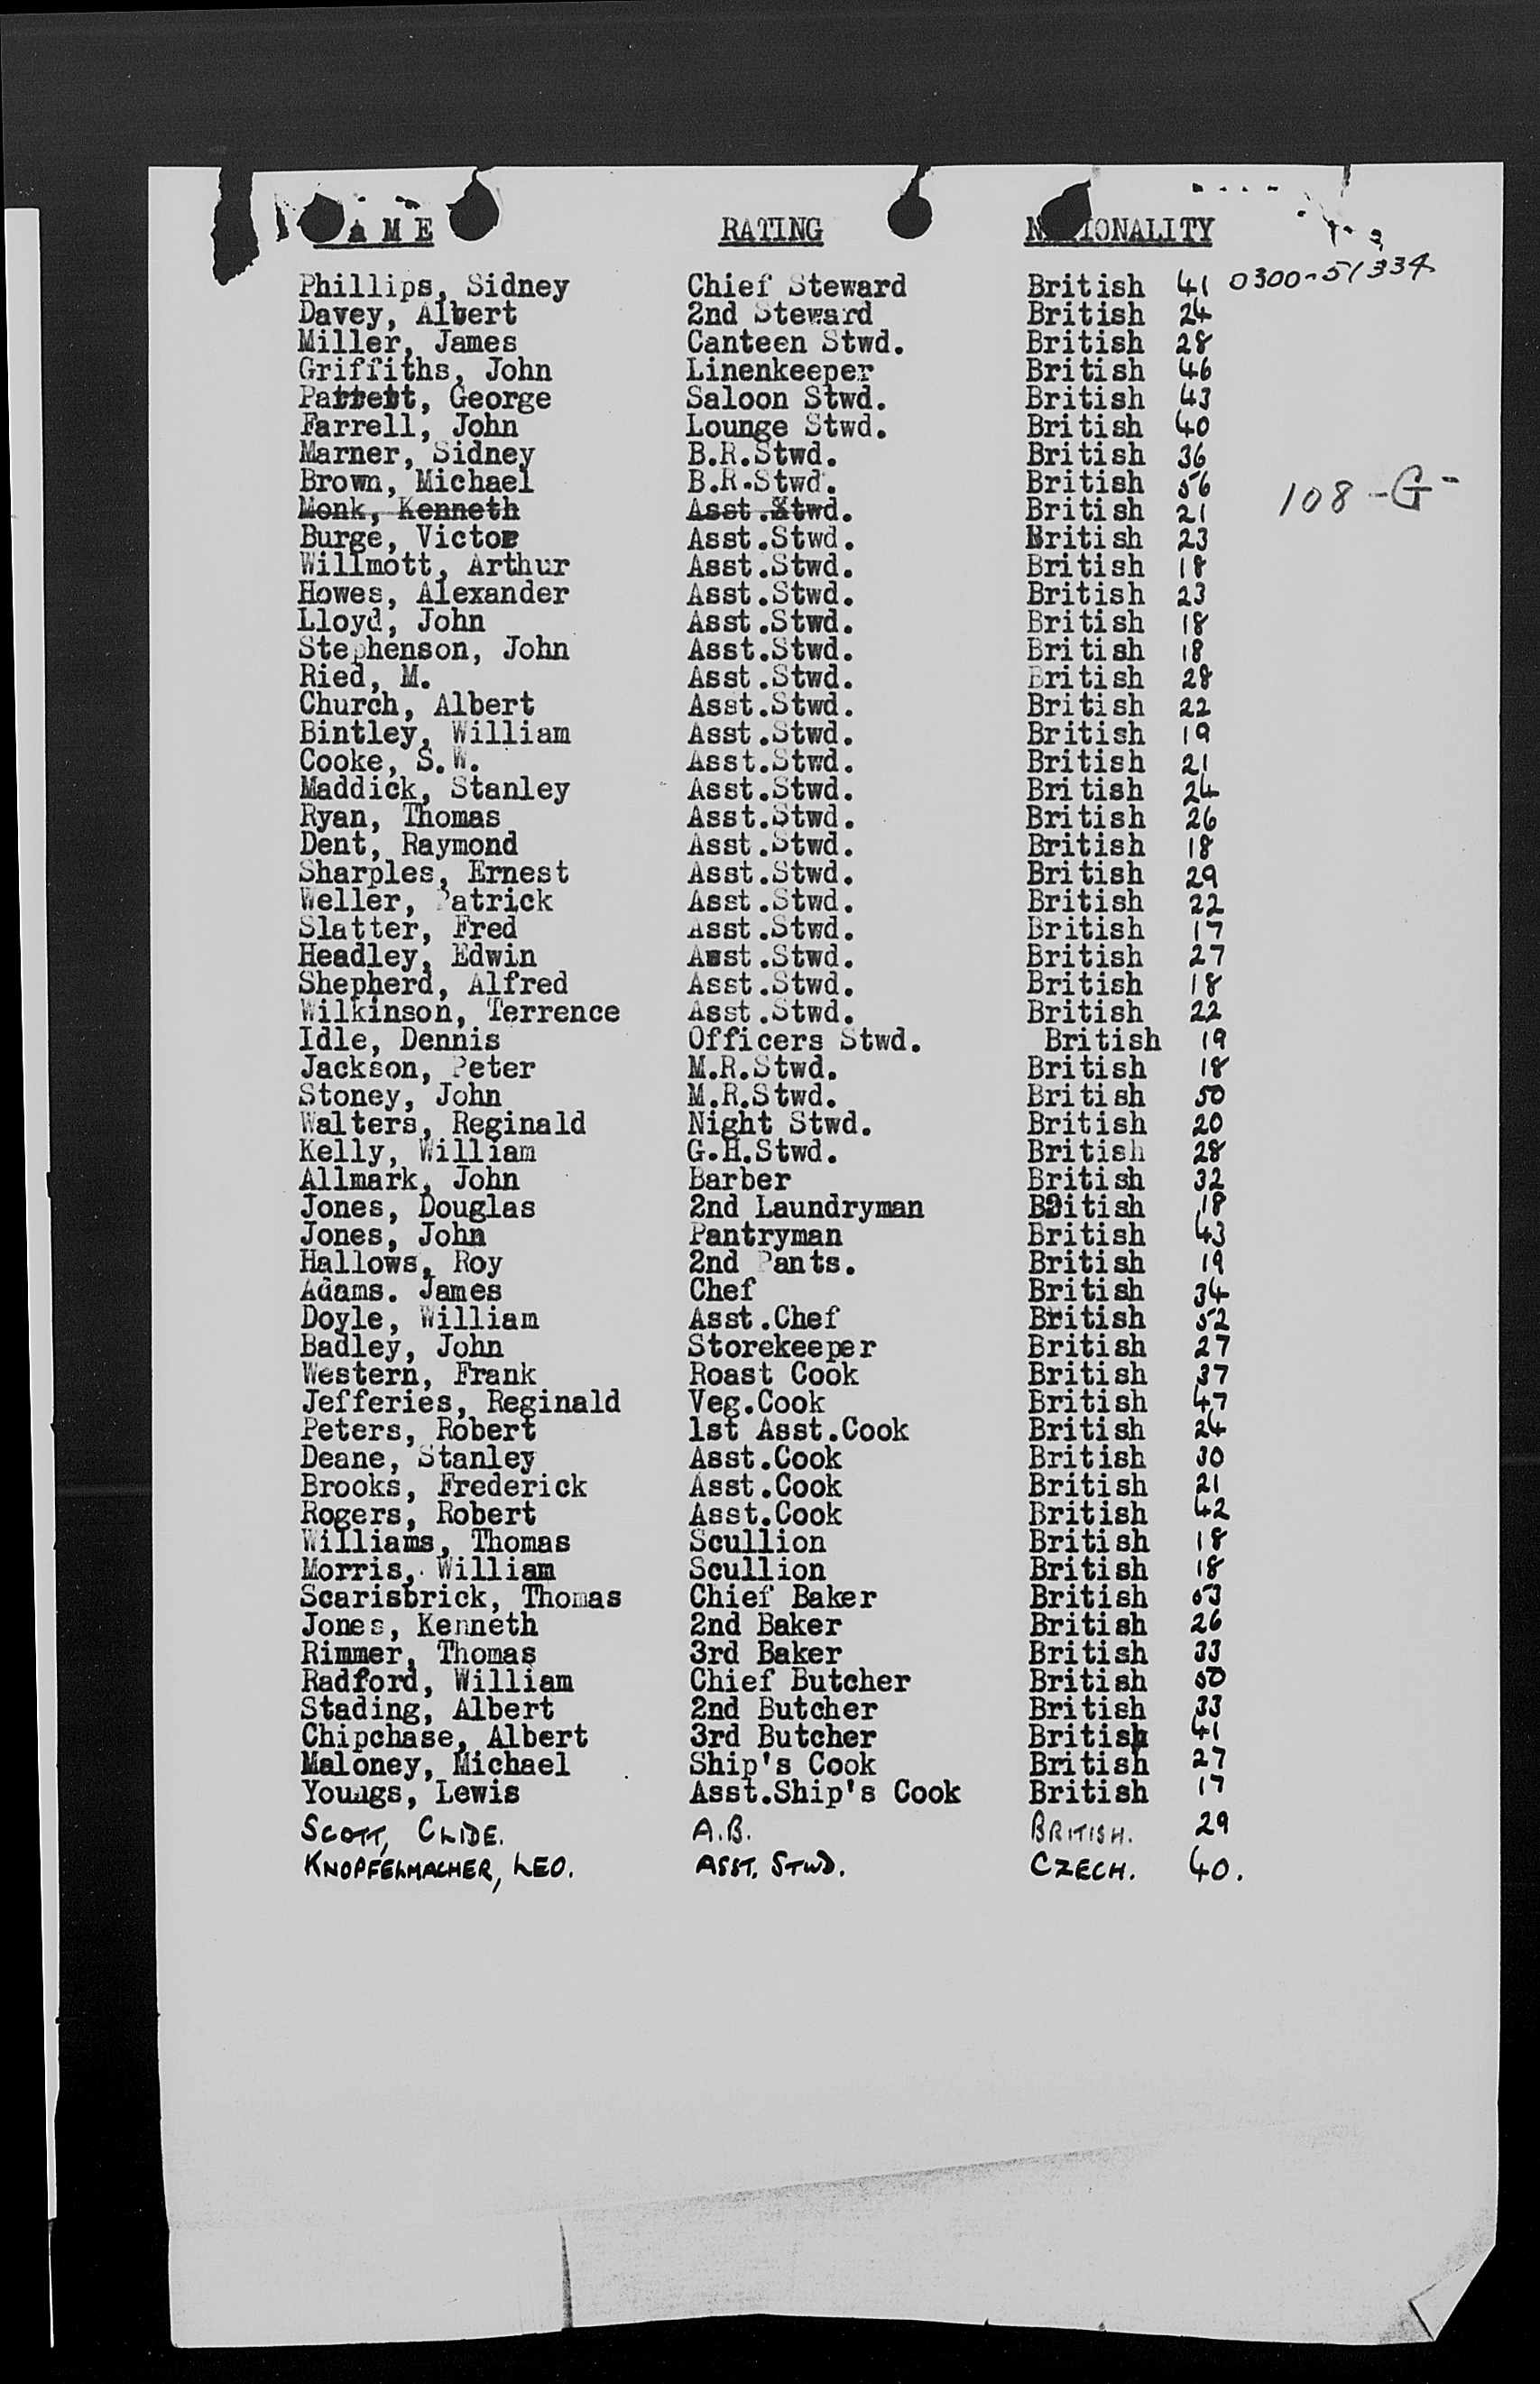 NAME RATING NATIONALITY
Phillips, Sidney Chief Steward British 41 0300-51334
Davey, Albert 2nd Steward British 24
Miller, James Canteen Stwd. British 28
Griffiths, John Linenkeeper British 46
George Saloon Stwd. British 43
Farrell, John Lounge Stwd. British 40
Marner, Sidney B.R.Stwd. British 36
Brown, Michael B.R.Stwd. British 56 108-G-
Monk, Kenneth Asst.Stwd. British 21
Burge, Victor Asst.Stwd. British 23
Willmott, Arthur Asst.Stwd. British 18
Howes, Alexander Asst.Stwd. British 23
Lloyd, John Asst.Stwd. British 18
Stephenson, John Asst.Stwd. British 18
Ried, M. Asst.Stwd. British 28
Church, Albert Asst.Stwd. British 22
Bintley, William Asst.Stwd. British 19
Cooke, S.W. Asst.Stwd. British 21
Maddick, Stanley Asst.Stwd. British 24
Ryan, Thomas Asst.Stwd. British 26
Dent, Raymond Asst.Stwd. British 18
Sharples, Ernest Asst.Stwd. British 29
Weller, Patrick Asst.Stwd. British 22
Slatter, Fred Asst.Stwd. British 17
Headley, Edwin Asst.Stwd. British 27
Shepherd, Alfred Asst.Stwd. British 18
Wilkinson, Terrence Asst.Stwd. British 22
Idle, Dennis Officers Stwd. British 19
Jackson, Peter M.R.Stwd. British 18
Stoney, John M.R.Stwd. British 50
Walters, Reginald Night Stwd. British 20
Kelly, William G.H.Stwd. British 28
Allmark, John Barber British 32
Jones, Douglas 2nd Laundryman British 18
Jones, John Pantryman British 43
Hallows, Roy 2nd Pants. British 19
Adams. James Chef British 34
Doyle, William Asst.Chef British 52
Badley, John Storekeeper British 27
Western, Frank Roast Cook British 37
Jefferies, Reginald Veg.Cook British 47
Peters, Robert 1st Asst.Cook British 24
Deane, Stanley Asst.Cook British 30
Brooks, Frederick Asst.Cook British 21
Rogers, Robert Asst.Cook British 42
Williams, Thomas Scullion British 18
Morris, William Scullion British 18
Scarisbrick, Thomas Chief Baker British 53
Jones, Kenneth 2nd Baker British 26
Rimmer, Thomas 3rd Baker British 33
Radford, William Chief Butcher British 50
Stading, Albert 2nd Butcher British 33
Chipchase, Albert 3rd Butcher British 41
Maloney, Michael Ship's Cook British 27
Youngs, Lewis Asst.Ship's Cook British 17
SCOTT, CLIDE. A.B. BRITISH. 29
KNOPFELMACHER, LEO. ASST. STWD. CZECH. 40.